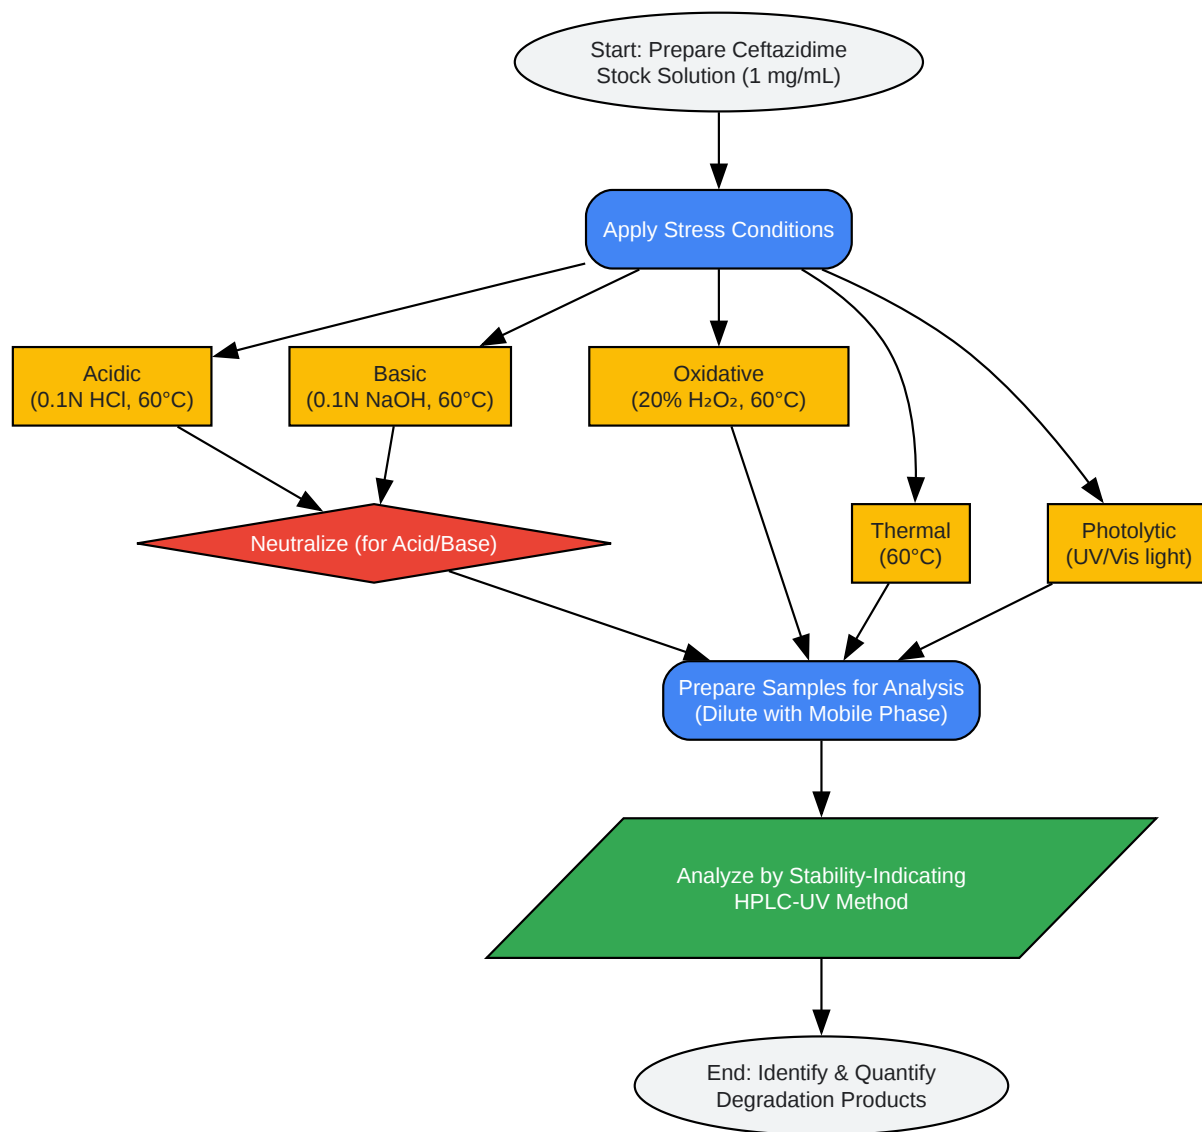 Start: Prepare Ceftazidime
Stock Solution (1 mg/mL)
Apply Stress Conditions
Acidic
(0.1N HCl, 60°C)
Basic
(0.1N NaOH, 60°C)
Oxidative
(20% H₂O₂, 60°C)
Thermal
(60°C)
Photolytic
(UV/Vis light)
Neutralize (for Acid/Base)
Prepare Samples for Analysis
(Dilute with Mobile Phase)
Analyze by Stability-Indicating
HPLC-UV Method
End: Identify & Quantify
Degradation Products